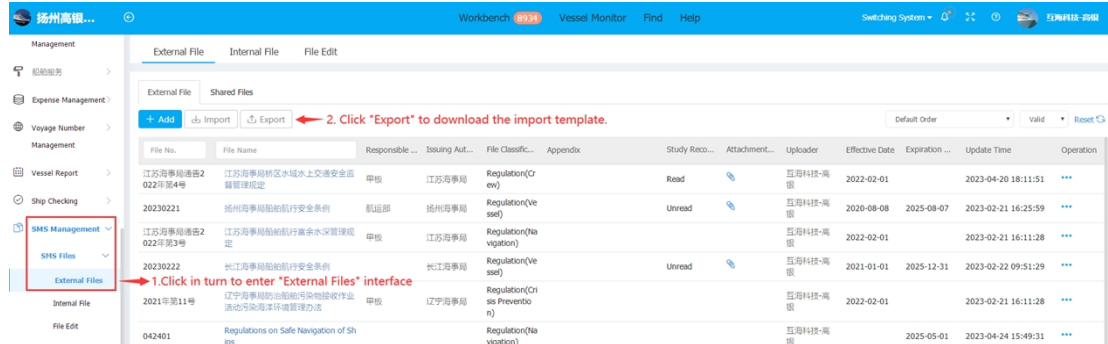 扬州高银...
Workbench 8934 Vessel Monitor Find Help
Switching System
互海科技-高银
Management
船舶服务
Expense Management
Voyage Number
Management
Vessel Report
Ship Checking
SMS Management
SMS Files
External Files
Internal File
File Edit
External File Internal File File Edit
External File Shared Files
+ Add Import Export
2. Click "Export" to download the import template.
Default Order Valid Reset
File No. File Name Responsible ... Issuing Aut... File Classific... Appendix Study Reco... Attachment... Uploader Effective Date Expiration ... Update Time Operation
江苏海事局通告2 江苏海事局桥区水域水上交通安全监 甲板 江苏海事局 Regulation(Cr Read 互海科技-高 2022-02-01 2023-04-20 18:11:51
022年第4号 督管理规定 ew) 银
20230221 扬州海事局船舶航行安全条例 航运部 扬州海事局 Regulation(Ve Unread 互海科技-高 2020-08-08 2025-08-07 2023-02-21 16:25:59
ssel) 银
江苏海事局通告2 江苏海事局船舶航行富余水深管理规 甲板 江苏海事局 Regulation(Na 互海科技-高 2022-02-01 2023-02-21 16:11:28
022年第3号 定 vigation) 银
20230222 长江海事局船舶航行安全条例 长江海事局 Regulation(Ve Unread 互海科技-高 2021-01-01 2025-12-31 2023-02-22 09:51:29
ssel) 银
1.Click in turn to enter "External Files" interface
2021年第11号 辽宁海事局防治船舶污染物接收作业 甲板 辽宁海事局 Regulation(Cri 互海科技-高 2022-02-01 2023-02-21 16:11:28
活动污染海洋环境管理办法 sis Preventio 银
n)
042401 Regulations on Safe Navigation of Sh Regulation(Na 互海科技-高 2025-05-01 2023-04-24 15:49:31
ips vigation) 银